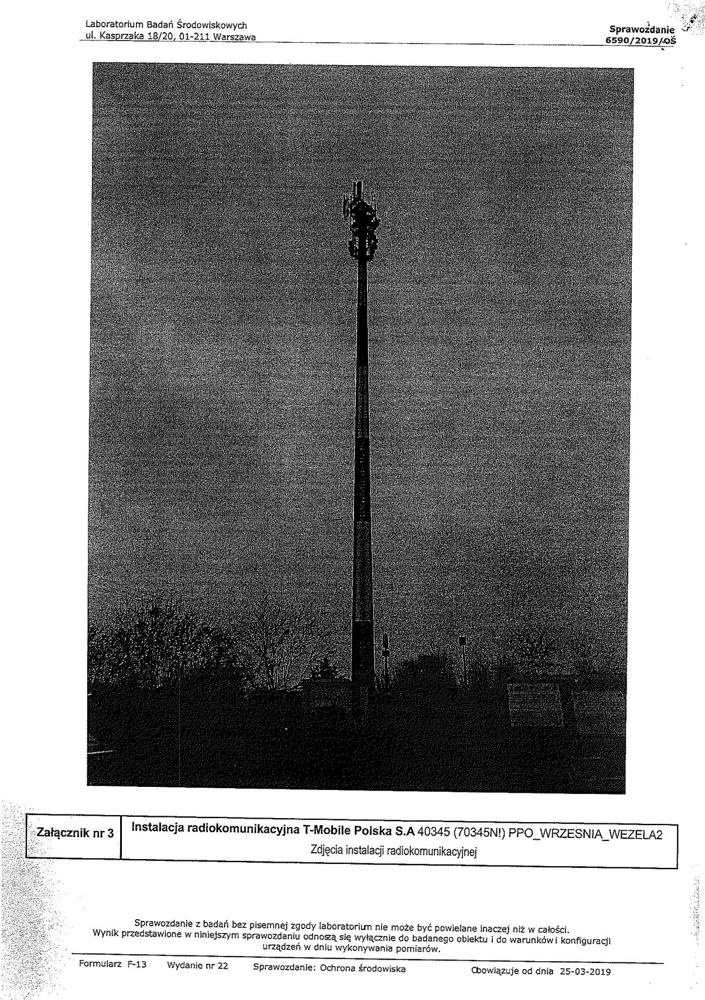 Laboratorium Badań Środowiskowych
ul. Kasprzaka 18/20, 01-211 Warszawa
Sprawozdanie
6590/2019/OŚ
Załącznik nr 3
Instalacja radiokomunikacyjna T-Mobile Polska S.A 40345 (70345N!) PPO_WRZESNIA_WEZELA2
Zdjęcia instalacji radiokomunikacyjnej
Sprawozdanie z badań bez pisemnej zgody laboratorium nie może być powielane inaczej niż w całości.
Wynik przedstawione w niniejszym sprawozdaniu odnoszą się wyłącznie do badanego obiektu i do warunków i konfiguracji
urządzeń w dniu wykonywania pomiarów.
Formularz F-13 Wydanie nr 22 Sprawozdanie: Ochrona środowiska Obowiązuje od dnia 25-03-2019